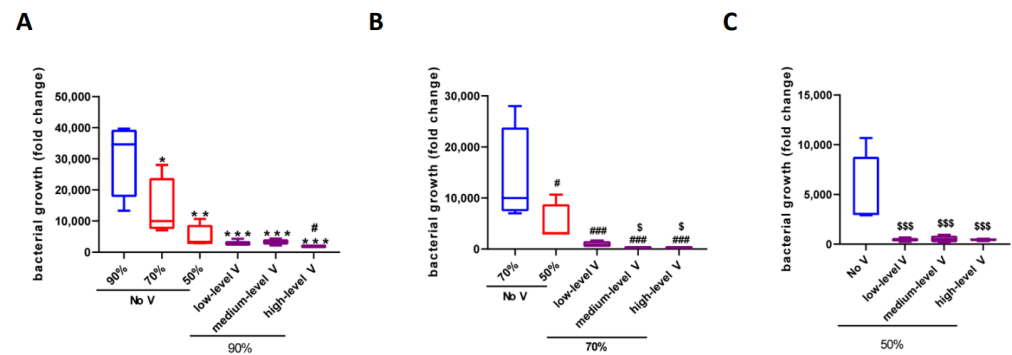 A
bacterial growth (fold change)
50,000
40,000
30,000
20,000
10,000
0
*
* *
* * *
* * *
#
* * *
90%
70%
50%
low-level V
medium-level V
high-level V
No V
90%
B
bacterial growth (fold change)
30,000
20,000
10,000
0
#
###
$
###
$
###
70%
50%
low-level V
medium-level V
high-level V
No V
70%
C
bacterial growth (fold change)
15,000
10,000
5,000
0
$$$
$$$
$$$
No V
low-level V
medium-level V
high-level V
50%